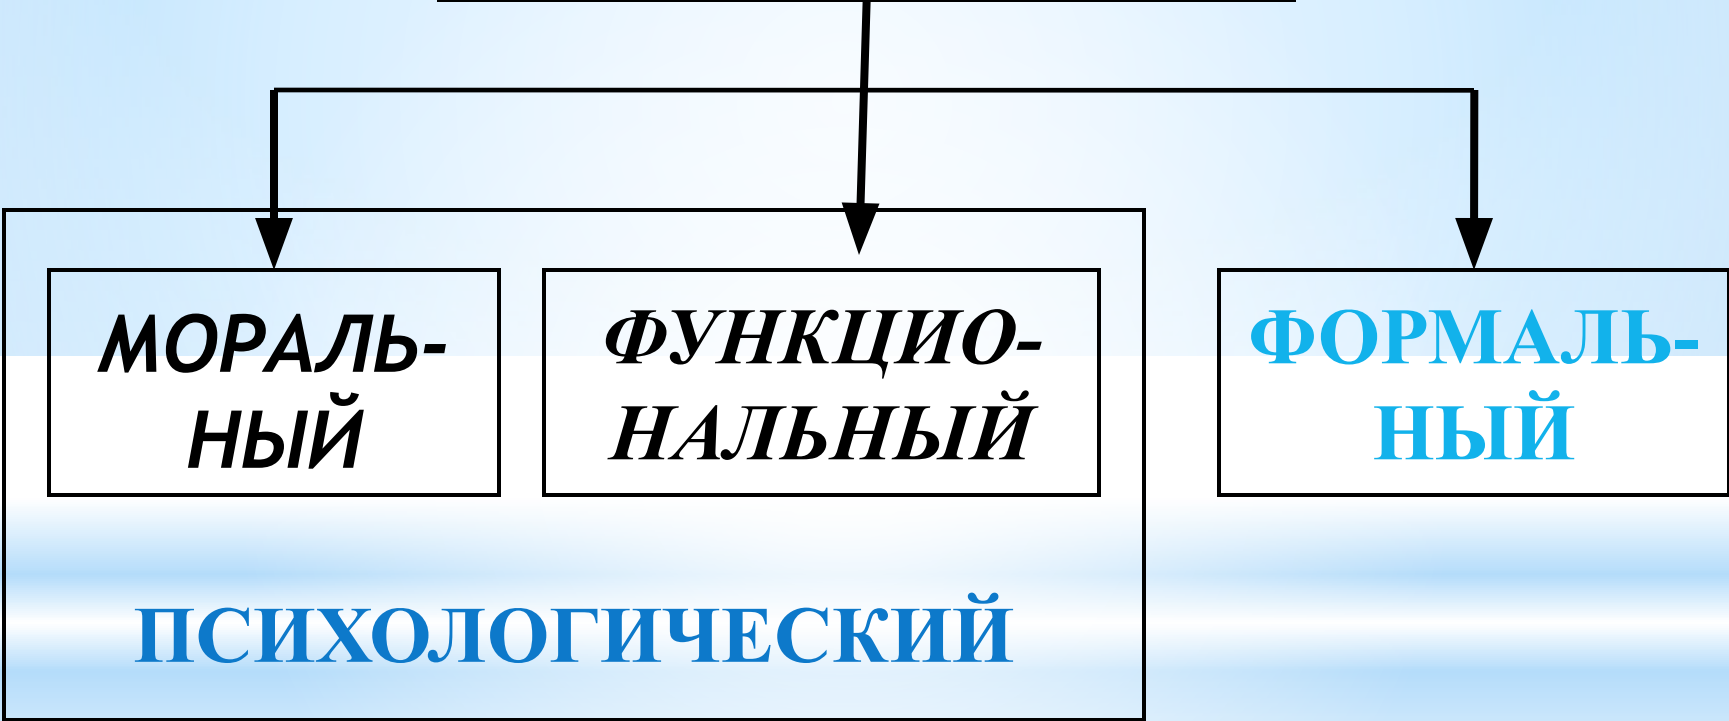 МОРАЛЬ-
НЫЙ
ФУНКЦИО-
НАЛЬНЫЙ
ФОРМАЛЬ-
НЫЙ
ПСИХОЛОГИЧЕСКИЙ